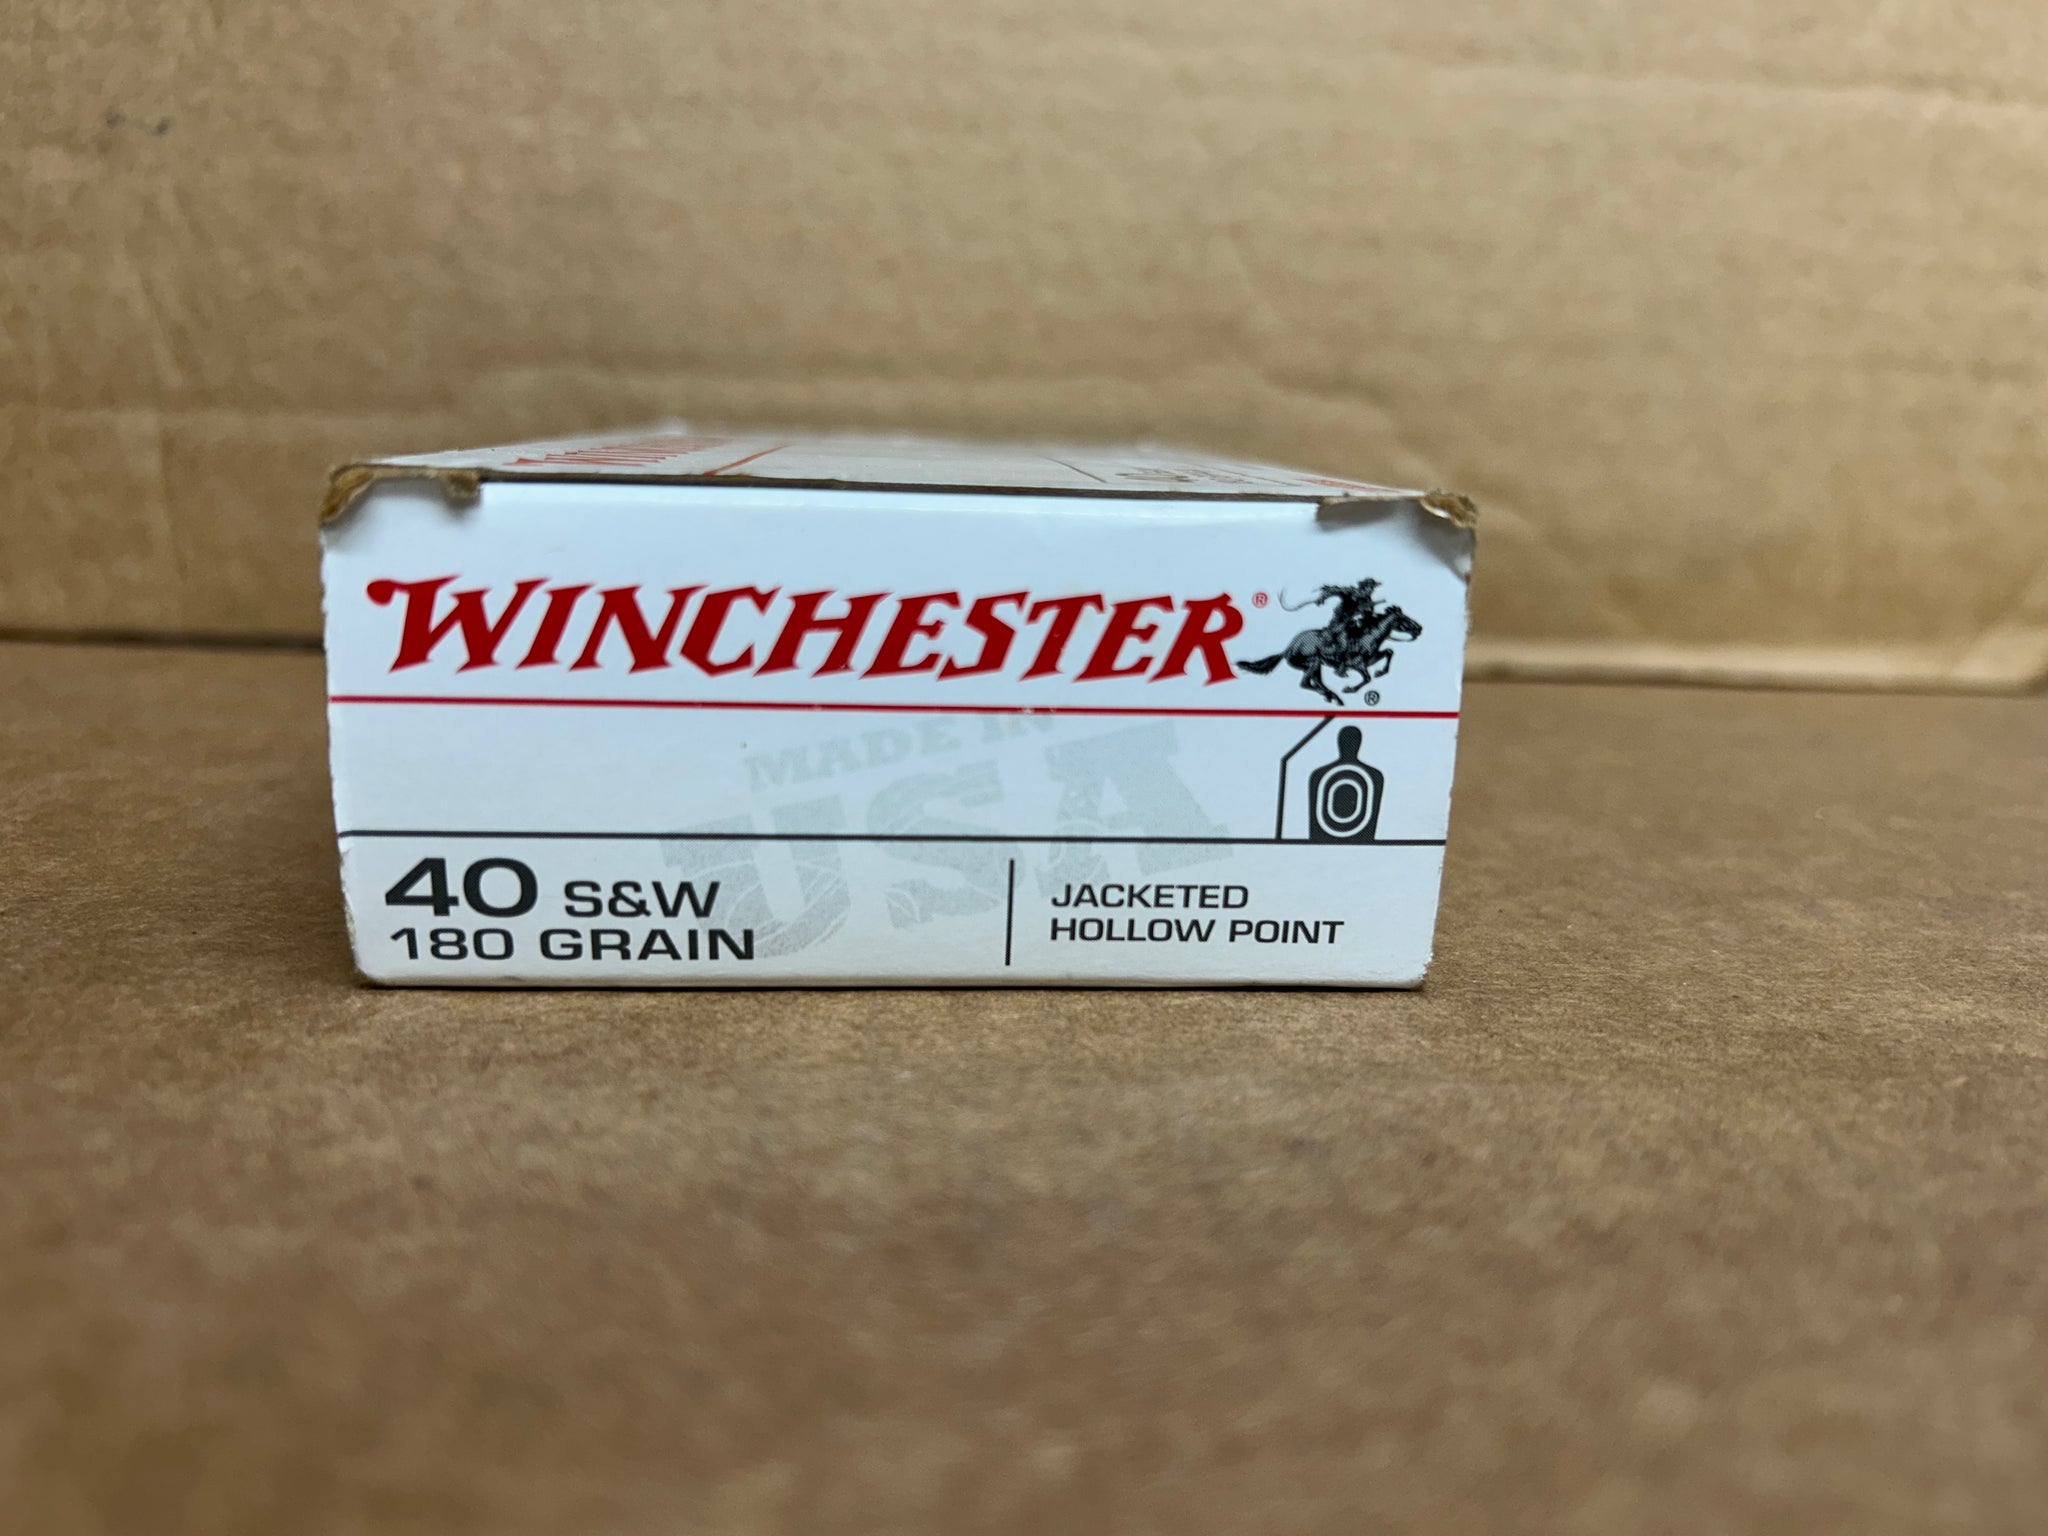 WINCHESTER®
®
MADE IN
USA
40 S&W
180 GRAIN
JACKETED
HOLLOW POINT